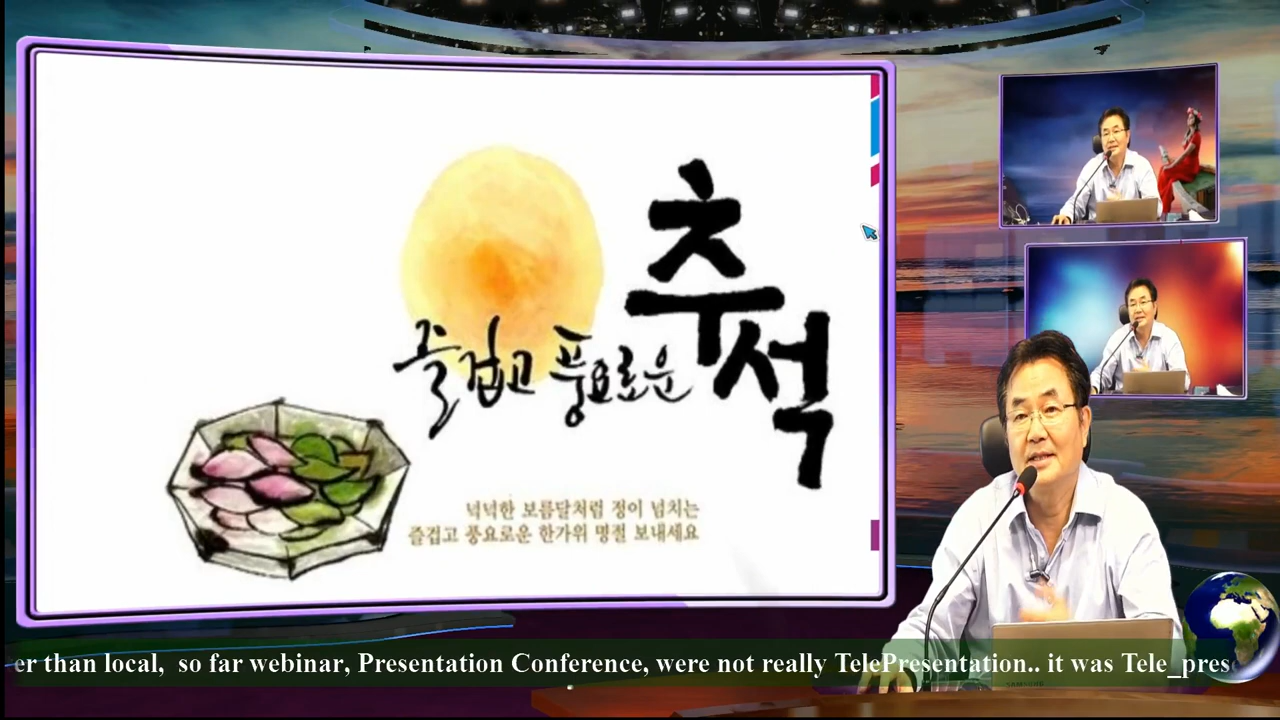 추석
즐겁고 풍요로운
넉넉한 보름달처럼 정이 넘치는
즐겁고 풍요로운 한가위 명절 보내세요
er than local, so far webinar, Presentation Conference, were not really TelePresentation.. it was Tele_pres